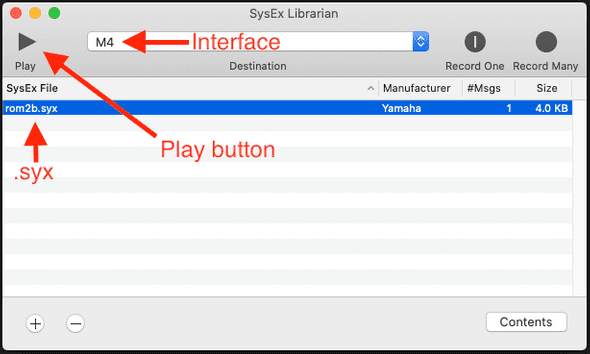 SysEx Librarian
M4
Interface
Play
Destination
Record One
Record Many
SysEx File
Manufacturer
#Msgs
Size
rom2b.syx
Yamaha
1
4.0 KB
Play button
.syx
Contents